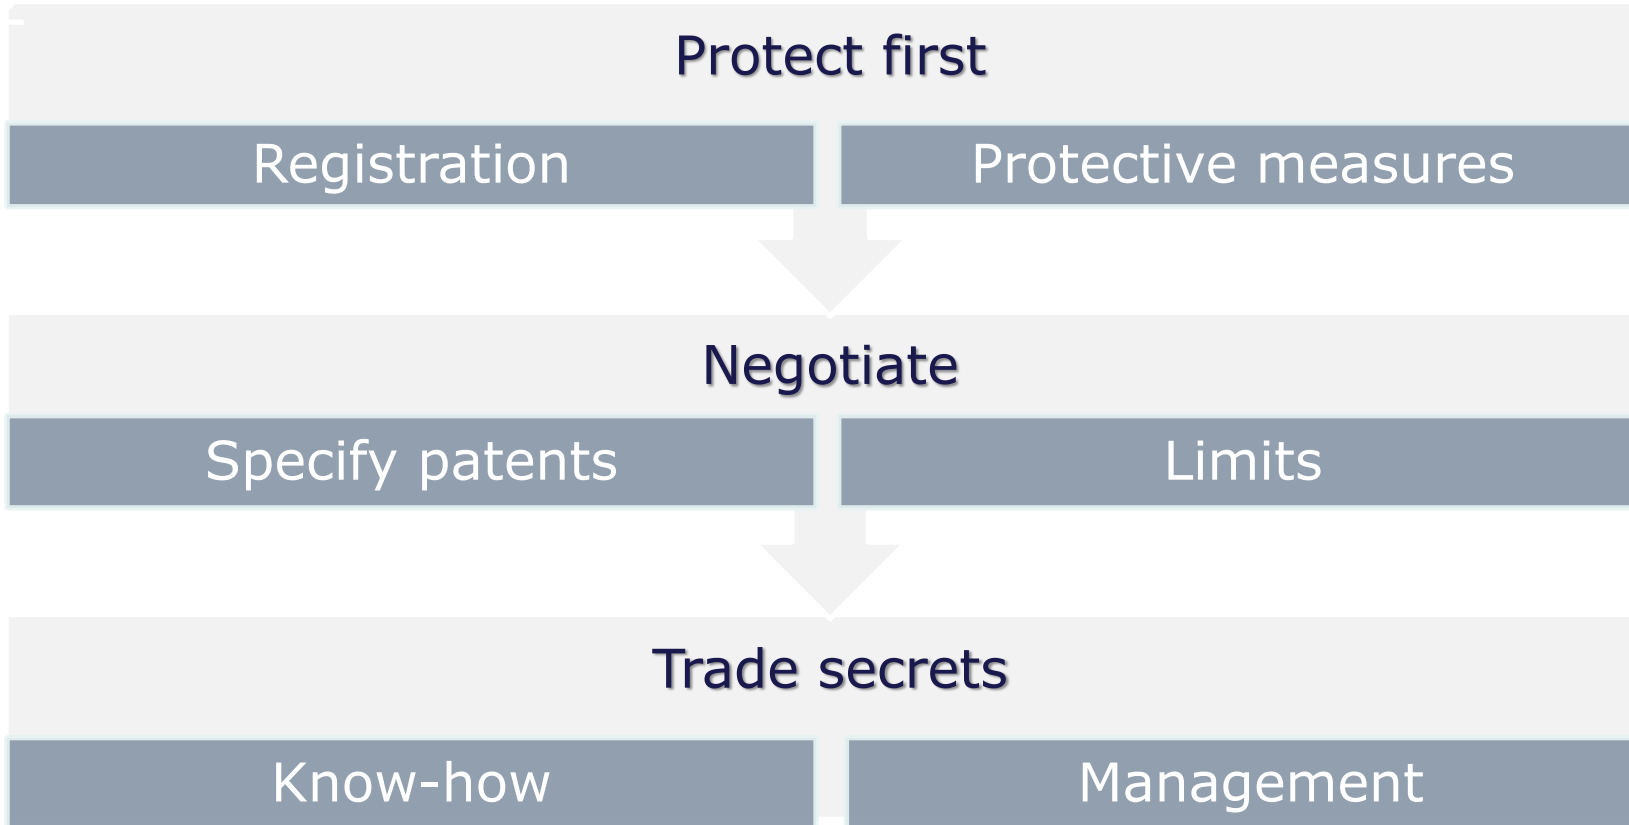 Protect first
Registration
Protective measures
Negotiate
Specify patents
Limits
Trade secrets
Know-how
Management